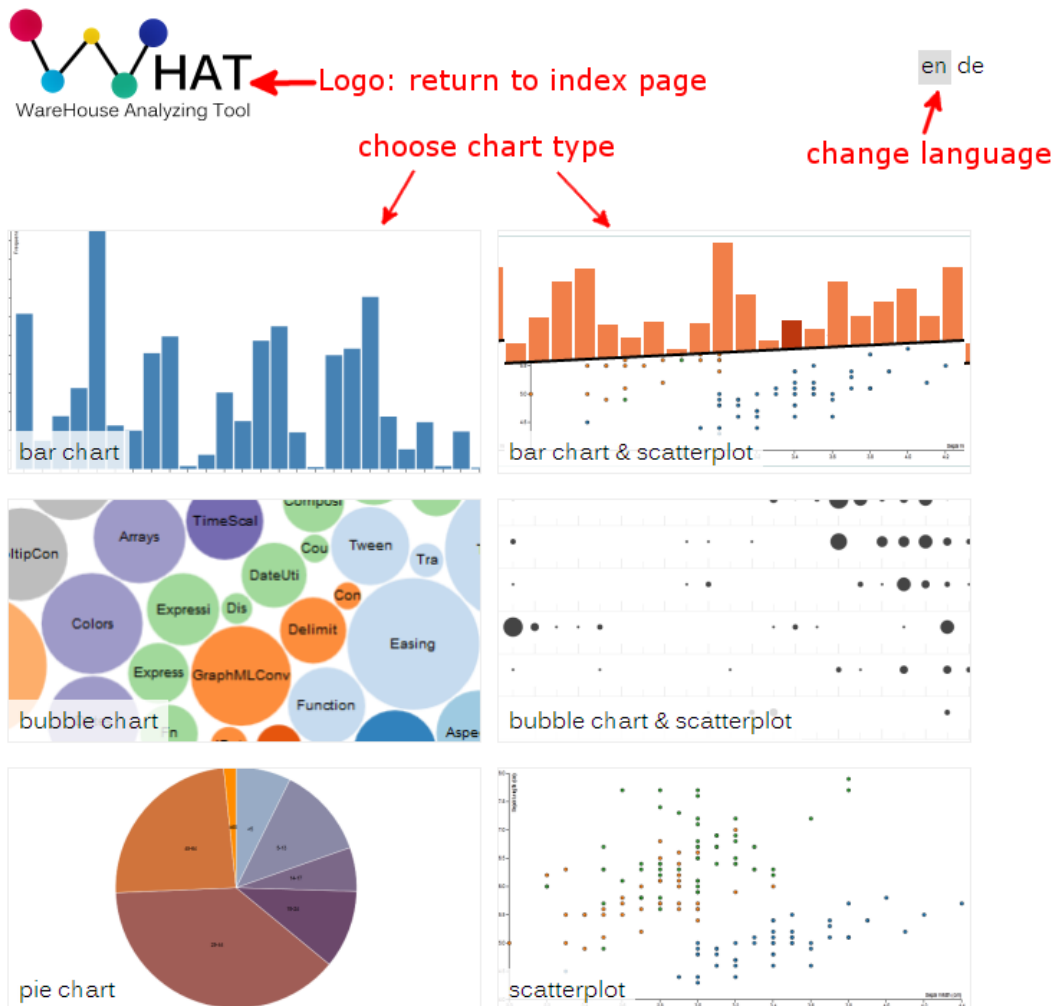 HAT
WareHouse Analyzing Tool
Logo: return to index page
en de
choose chart type
change language
bar chart
bar chart & scatterplot
TimeScal
Arrays
Tween
Cou
Tra
DateUti
Con
Expressi
Dis
Colors
Delimit
Easing
Express
GraphMLConv
Function
Aspe
bubble chart
bubble chart & scatterplot
pie chart
scatterplot